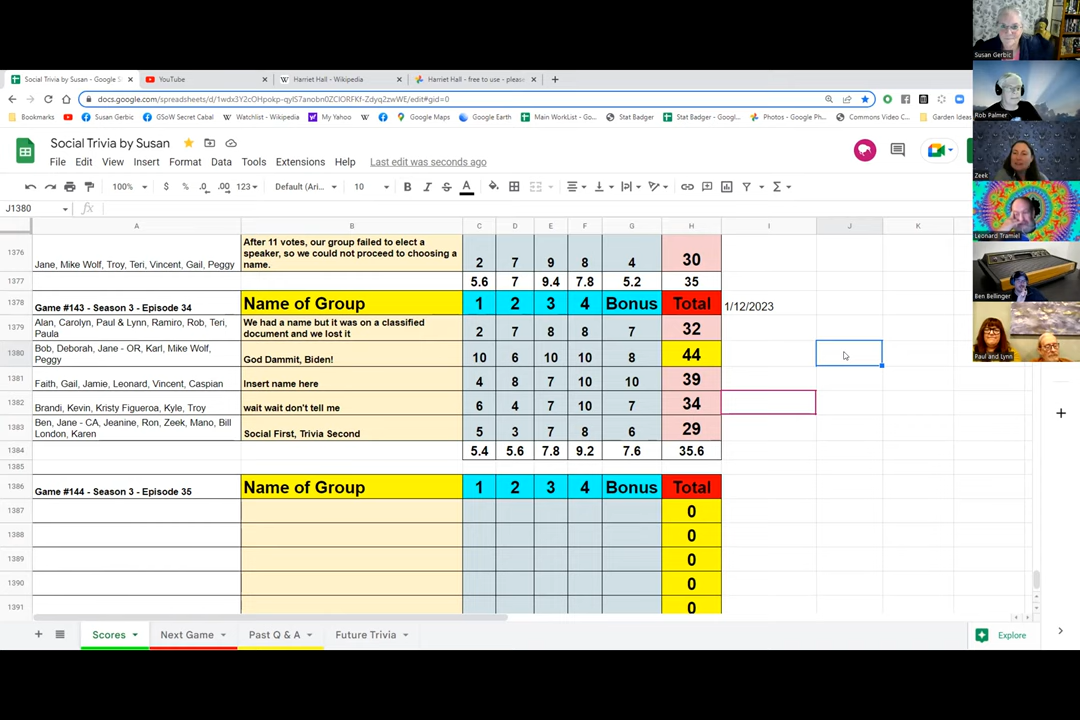 Social Trivia by Susan - Google S
YouTube
Harriet Hall - Wikipedia
Harriet Hall - free to use - please
Susan Gerbic
Bookmarks
Susan Gerbic
GSoW Secret Cabal
Watchlist - Wikipedia
My Yahoo
Google Maps
Google Earth
Main WorkList - Go...
Stat Badger
Stat Badger - Googl...
Photos - Google Ph...
Commons Video C...
Garden Ideas
Rob Palmer
Social Trivia by Susan
File Edit View Insert Format Data Tools Extensions Help Last edit was seconds ago
Zeek
100% $ % .0 .00 123 Default (Ari... 10 B I S A
J1380 fx
Leonard Tramiel
A B C D E F G H I J K
1376 Jane, Mike Wolf, Troy, Teri, Vincent, Gail, Peggy
After 11 votes, our group failed to elect a
speaker, so we could not proceed to choosing a
name.
2 7 9 8 4 30
1377 5.6 7 9.4 7.8 5.2 35
Ben Bellinger
1378 Game #143 - Season 3 - Episode 34 Name of Group 1 2 3 4 Bonus Total 1/12/2023
1379 Alan, Carolyn, Paul & Lynn, Ramiro, Rob, Teri,
Paula
We had a name but it was on a classified
document and we lost it
2 7 8 8 7 32
1380 Bob, Deborah, Jane - OR, Karl, Mike Wolf,
Peggy
God Dammit, Biden!
10 6 10 10 8 44
Paul and Lynn
1381 Faith, Gail, Jamie, Leonard, Vincent, Caspian Insert name here 4 8 7 10 10 39
1382 Brandi, Kevin, Kristy Figueroa, Kyle, Troy wait wait don't tell me 6 4 7 10 7 34
1383 Ben, Jane - CA, Jeanine, Ron, Zeek, Mano, Bill
London, Karen
Social First, Trivia Second
5 3 7 8 6 29
1384 5.4 5.6 7.8 9.2 7.6 35.6
1385
1386 Game #144 - Season 3 - Episode 35 Name of Group 1 2 3 4 Bonus Total
1387 0
1388 0
1389 0
1390 0
1391 0
Scores Next Game Past Q & A Future Trivia Explore